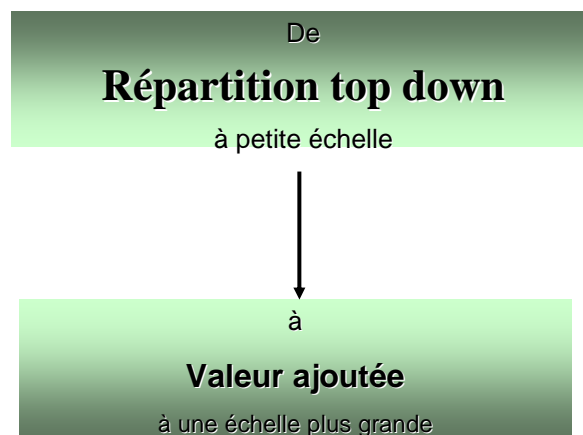 De
Répartition top down
à petite échelle
à
Valeur ajoutée
à une échelle plus grande